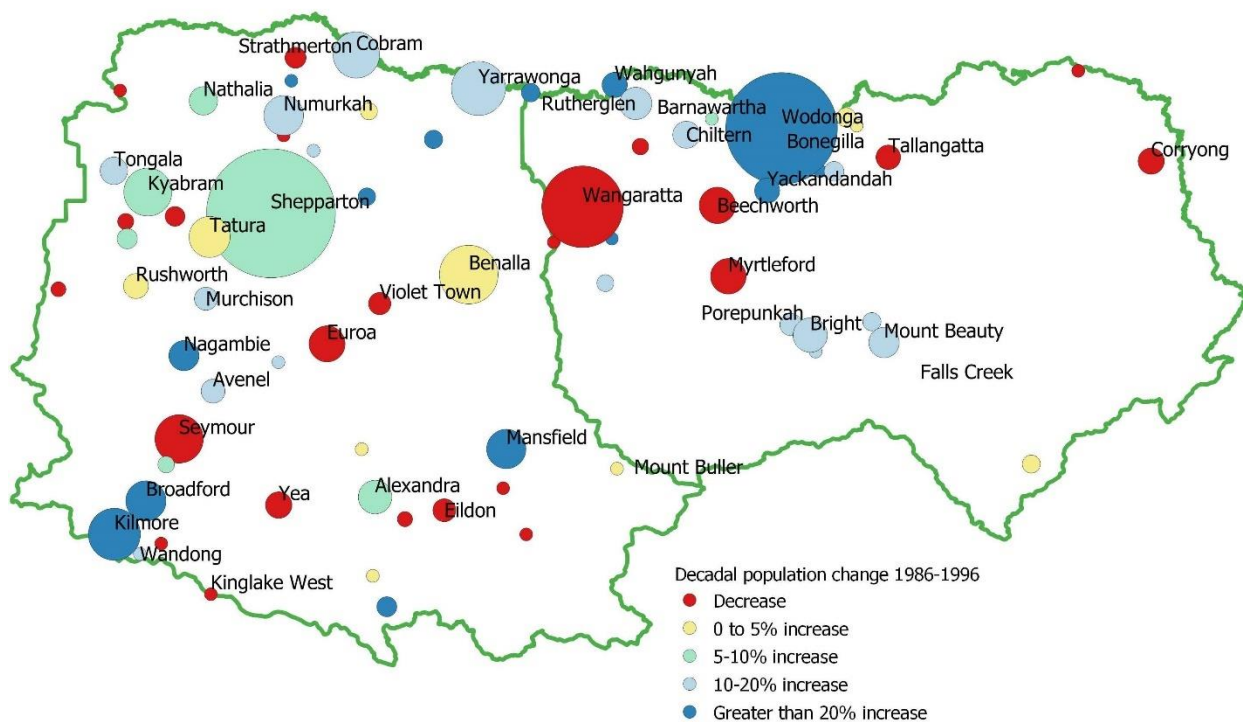 Strathmerton
Cobram
Nathalia
Numurkah
Yarrawonga
Wahgunyah
Rutherglen
Barnawartha
Chiltern
Wodonga
Bonegilla
Tallangatta
Corryong
Tongala
Kyabram
Shepparton
Wangaratta
Yackandandah
Beechworth
Tatura
Benalla
Myrtleford
Rushworth
Murchison
Violet Town
Porepunkah
Bright
Mount Beauty
Nagambie
Euroa
Falls Creek
Avenel
Seymour
Mansfield
Mount Buller
Broadford
Yea
Alexandra
Eildon
Kilmore
Wandong
Kinglake West
Decadal population change 1986-1996
Decrease
0 to 5% increase
5-10% increase
10-20% increase
Greater than 20% increase